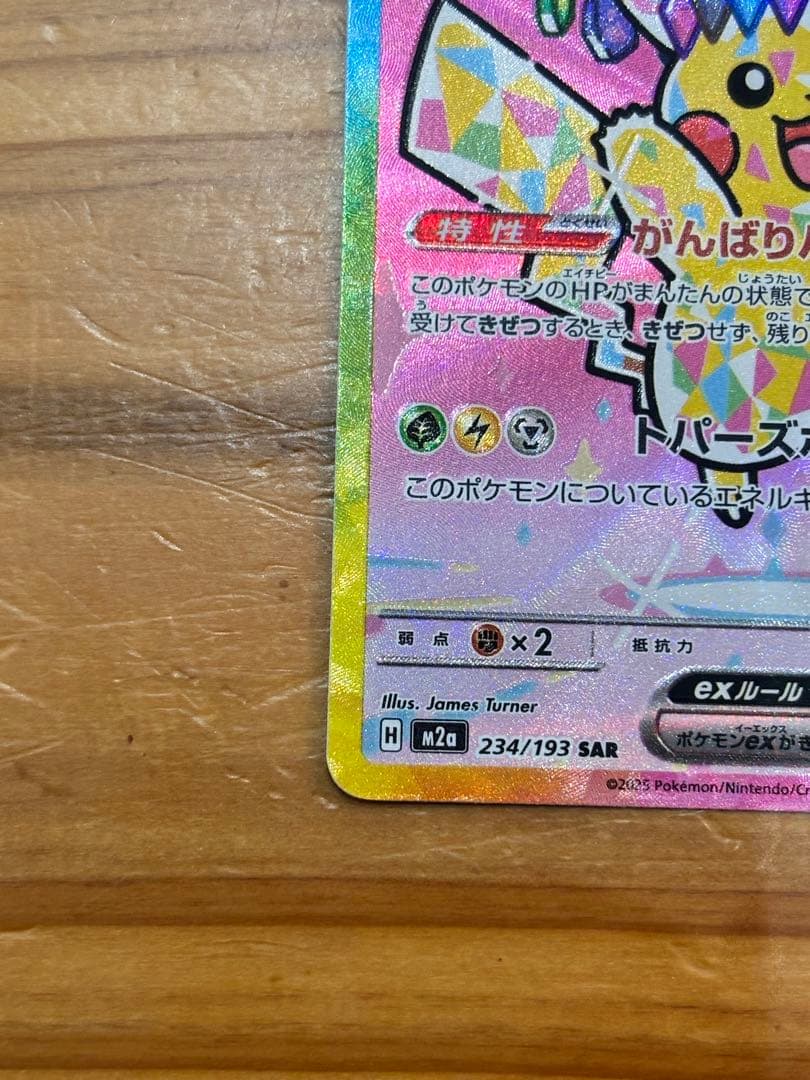 特性 がんばり
このポケモンのHPがまんたんの状態で
受けてきぜつするとき、きぜつせず、残り
トパーズ
このポケモンについているエネルギ
弱点 ×2 抵抗力
exルール
Illus. James Turner
ポケモンexがき
H M2a 234/193 SAR
©2025 Pokémon/Nintendo/Cr